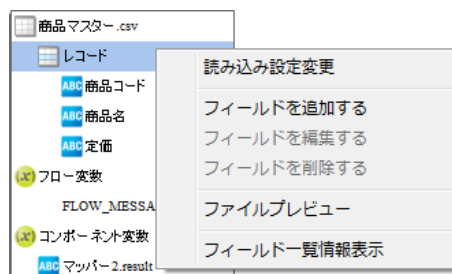 商品マスター.csv
レコード
ABC 商品コード
ABC 商品名
ABC 定価
(x) フロー変数
FLOW_MESSA
(x) コンポーネント変数
ABC マッパー2.result
読み込み設定変更
フィールドを追加する
フィールドを編集する
フィールドを削除する
ファイルプレビュー
フィールド一覧情報表示